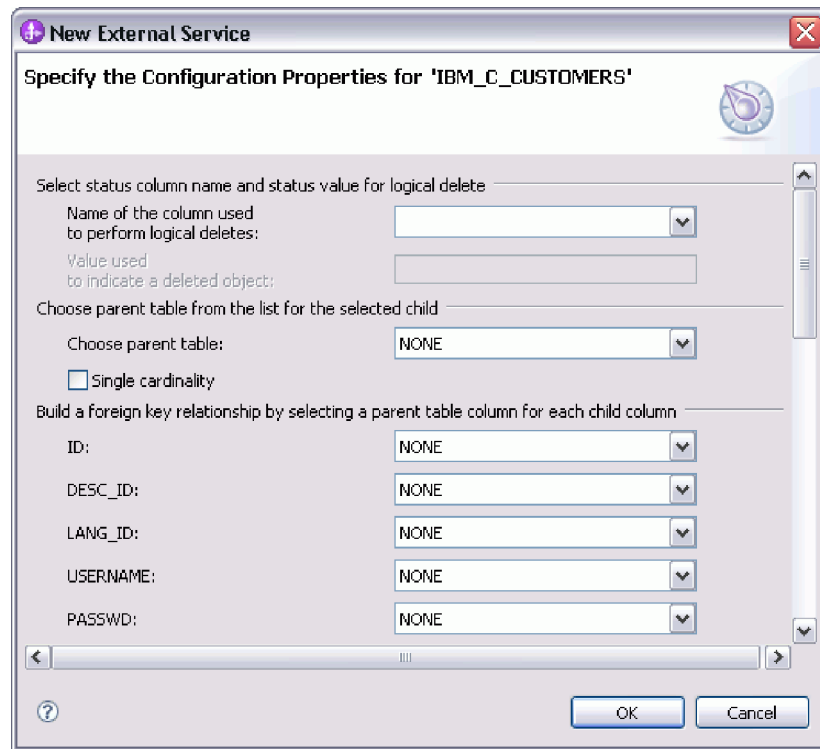 New External Service
Specify the Configuration Properties for 'IBM_C_CUSTOMERS'
Select status column name and status value for logical delete
Name of the column used
to perform logical deletes:
Value used
to indicate a deleted object:
Choose parent table from the list for the selected child
Choose parent table: NONE
Single cardinality
Build a foreign key relationship by selecting a parent table column for each child column
ID: NONE
DESC_ID: NONE
LANG_ID: NONE
USERNAME: NONE
PASSWD: NONE
?
OK Cancel